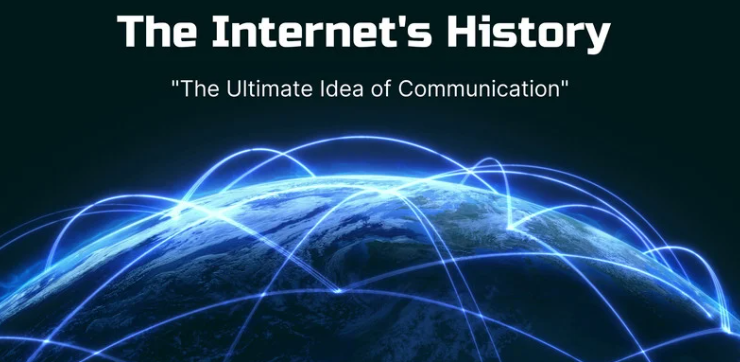 The Internet's History
"The Ultimate Idea of Communication"